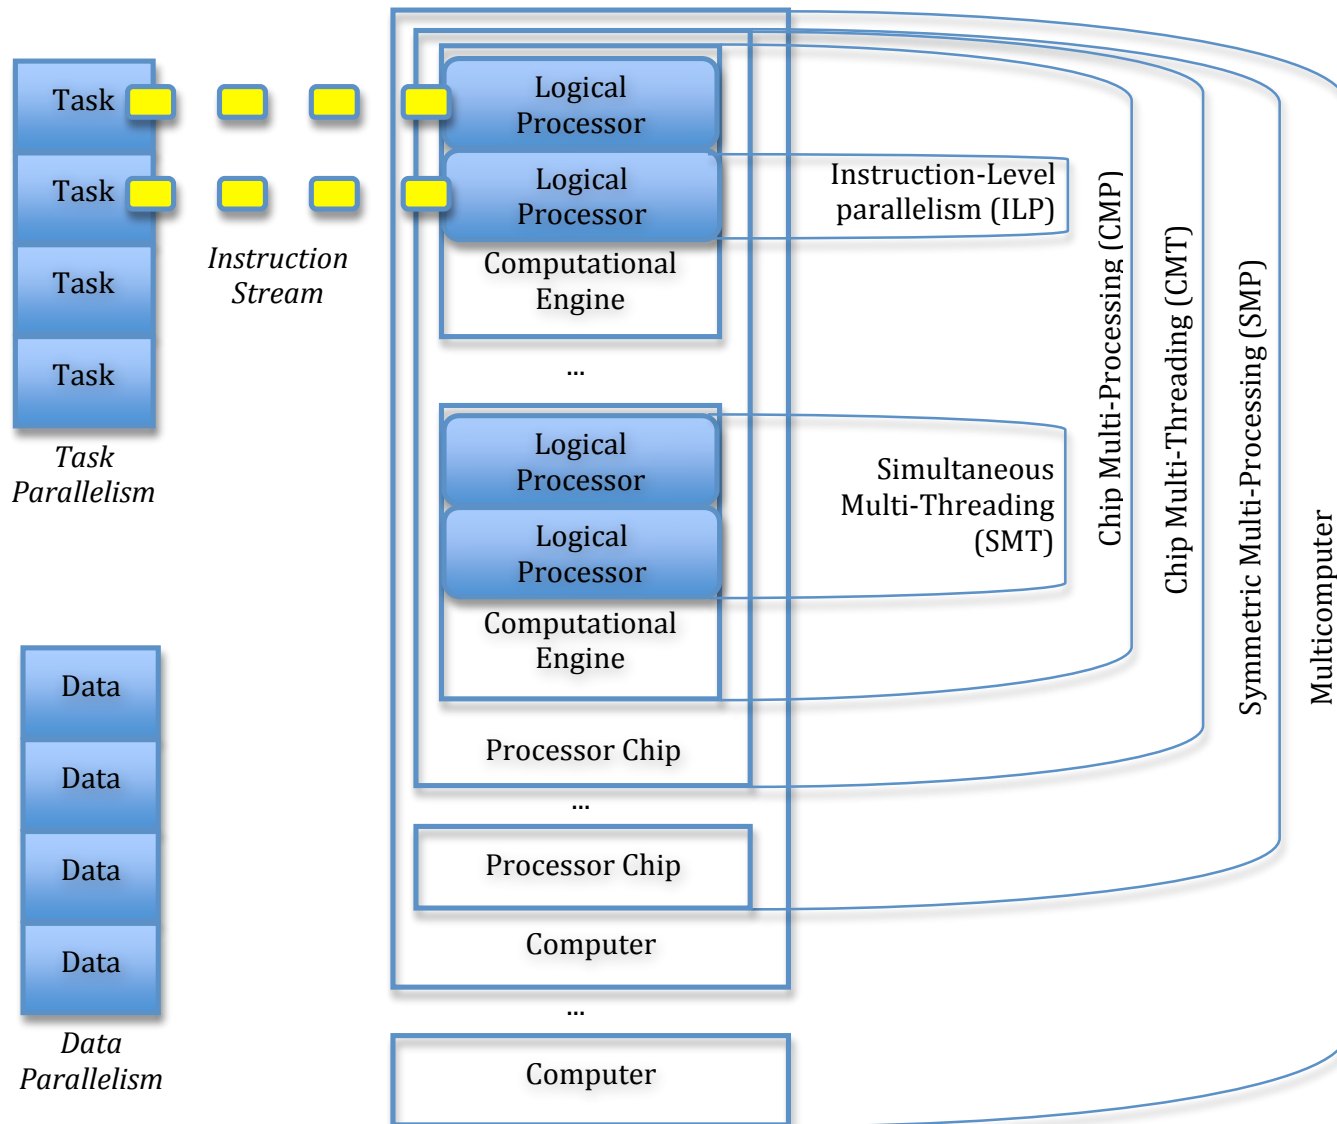 Task
Task
Task
Task
Task
Parallelism
Instruction
Stream
Data
Data
Data
Data
Data
Parallelism
Logical
Processor
Logical
Processor
Computational
Engine
...
Logical
Processor
Logical
Processor
Computational
Engine
Processor Chip
...
Processor Chip
Computer
...
Computer
Instruction-Level
parallelism (ILP)
Simultaneous
Multi-Threading
(SMT)
Chip Multi-Processing (CMP)
Chip Multi-Threading (CMT)
Symmetric Multi-Processing (SMP)
Multicomputer